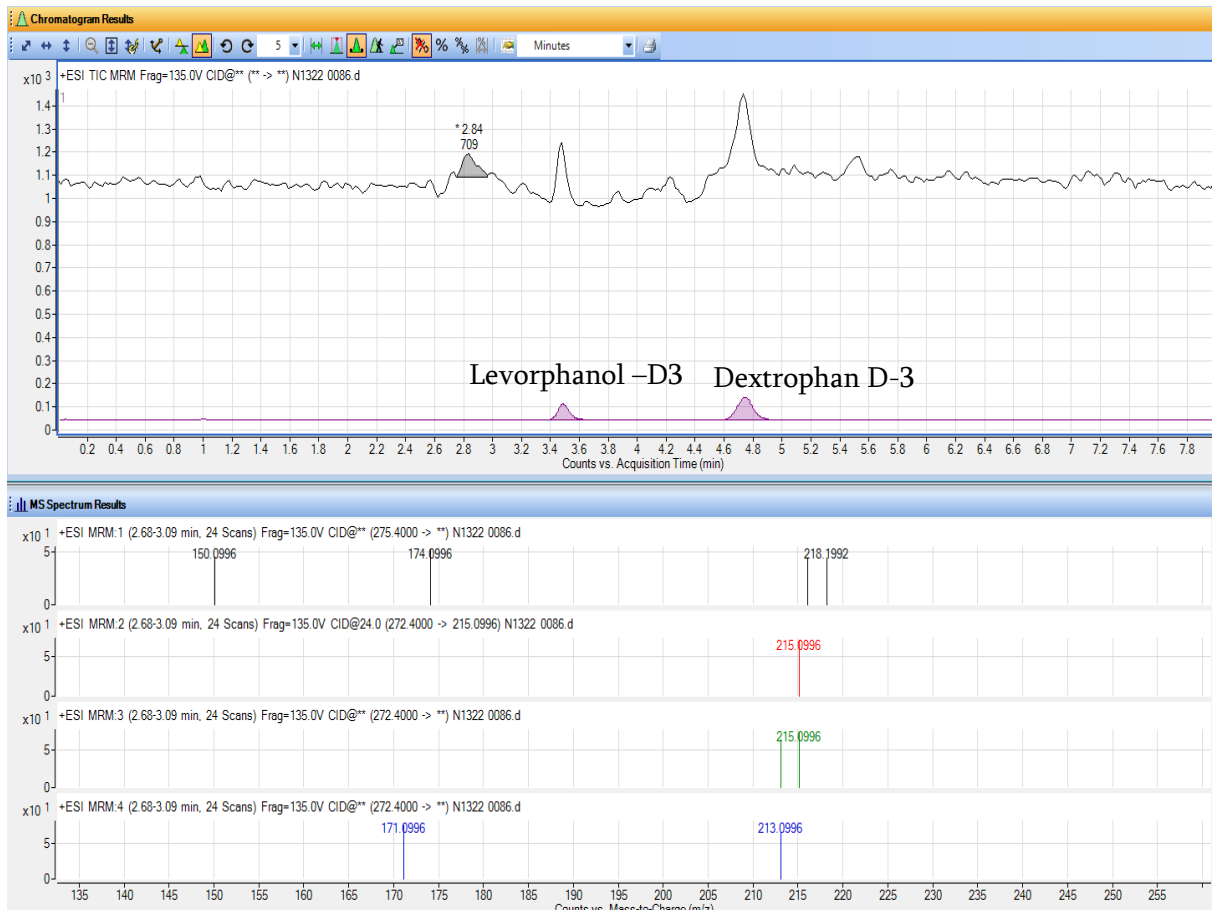 Chromatogram Results
5 Minutes
x10 3 +ESI TIC MRM Frag=135.0V CID@** (** -> **) N1322 0086.d
1
1.4
1.3
1.2
1.1
1
0.9
0.8
0.7
0.6
0.5
0.4
0.3
0.2
0.1
0
* 2.84
709
Levorphanol –D3 Dextrophan D-3
0.2 0.4 0.6 0.8 1 1.2 1.4 1.6 1.8 2 2.2 2.4 2.6 2.8 3 3.2 3.4 3.6 3.8 4 4.2 4.4 4.6 4.8 5 5.2 5.4 5.6 5.8 6 6.2 6.4 6.6 6.8 7 7.2 7.4 7.6 7.8
Counts vs. Acquisition Time (min)
MS Spectrum Results
x10 1 +ESI MRM:1 (2.68-3.09 min, 24 Scans) Frag=135.0V CID@** (275.4000 -> **) N1322 0086.d
5
0
150.0996 174.0996 218.1992
x10 1 +ESI MRM:2 (2.68-3.09 min, 24 Scans) Frag=135.0V CID@24.0 (272.4000 -> 215.0996) N1322 0086.d
5
0
215.0996
x10 1 +ESI MRM:3 (2.68-3.09 min, 24 Scans) Frag=135.0V CID@** (272.4000 -> **) N1322 0086.d
5
0
215.0996
x10 1 +ESI MRM:4 (2.68-3.09 min, 24 Scans) Frag=135.0V CID@** (272.4000 -> **) N1322 0086.d
5
0
171.0996 213.0996
135 140 145 150 155 160 165 170 175 180 185 190 195 200 205 210 215 220 225 230 235 240 245 250 255
Counts vs. Mass-to-Charge (m/z)